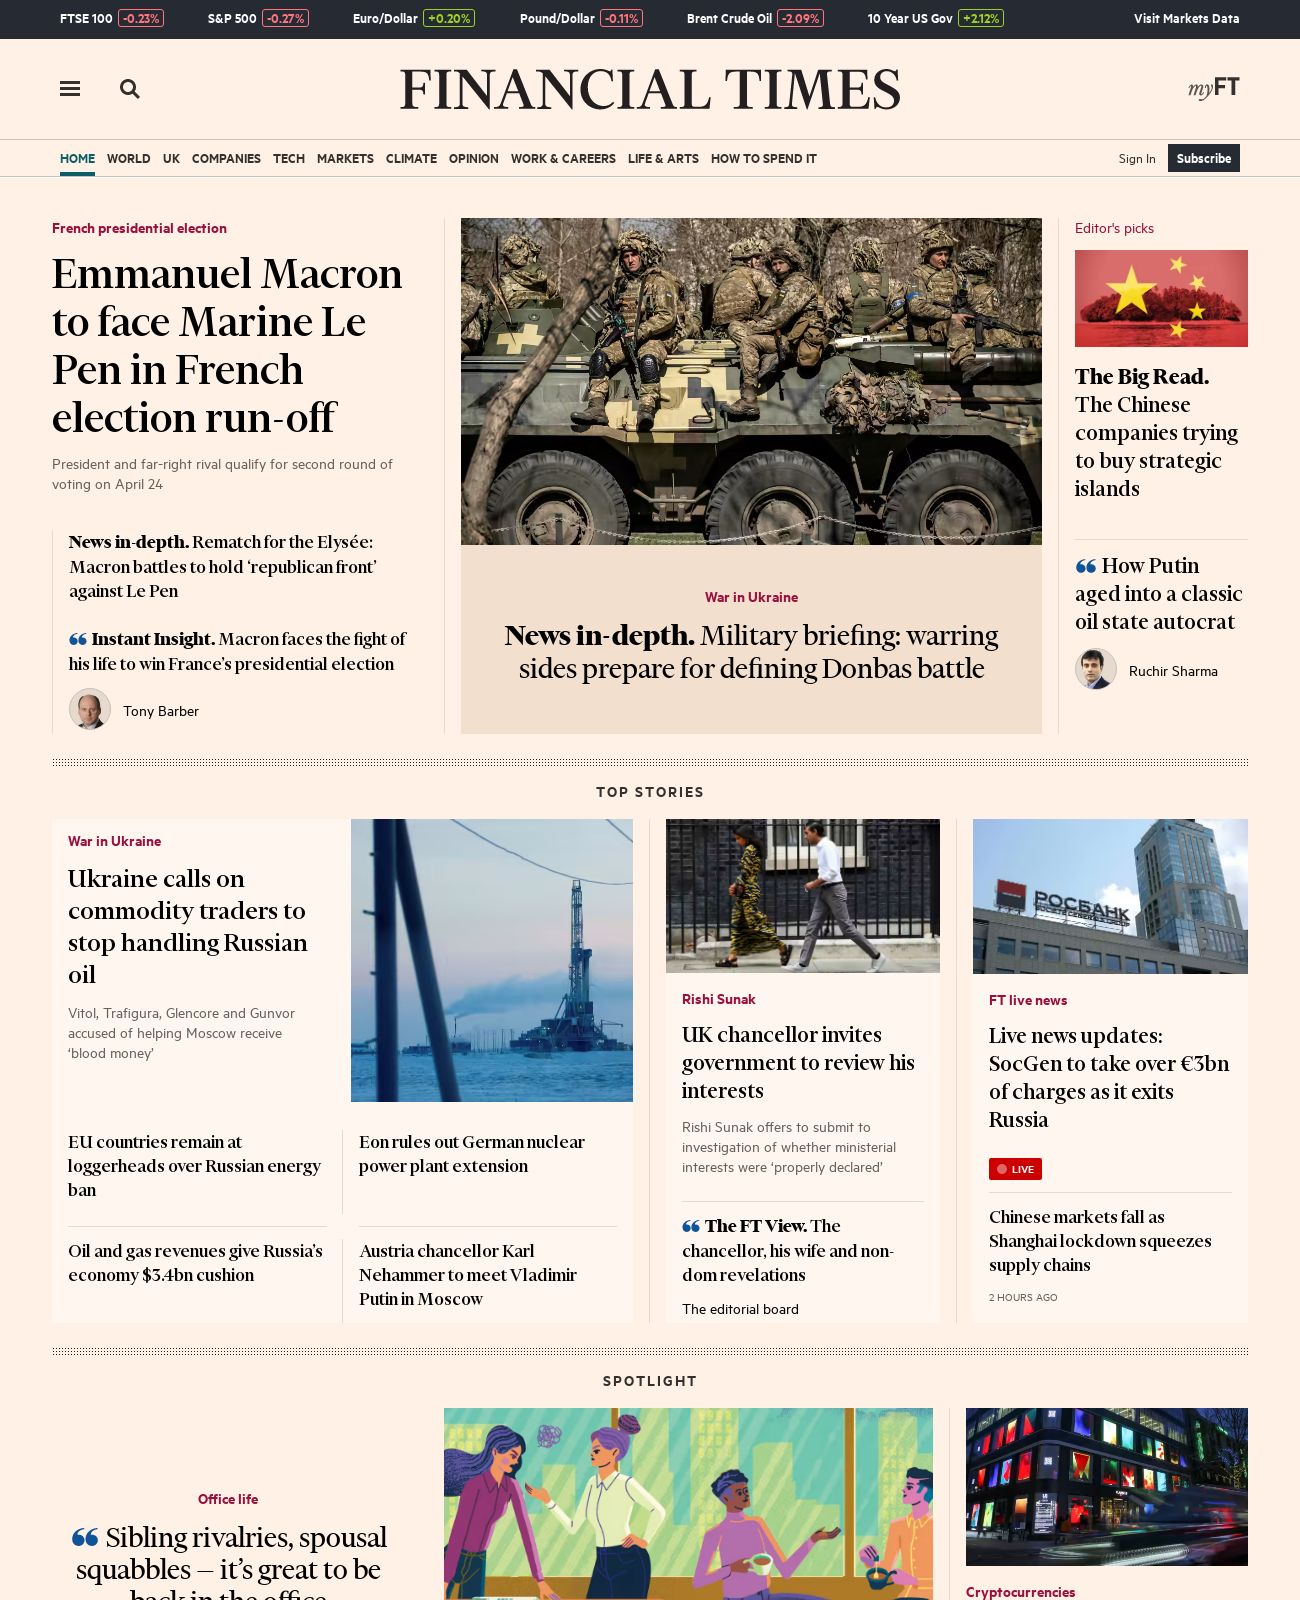 FTSE 100 -0.23% S&P 500 -0.27% Euro/Dollar +0.20% Pound/Dollar -0.11% Brent Crude Oil -2.09% 10 Year US Gov +2.12% Visit Markets Data
FINANCIAL TIMES
myFT
HOME WORLD UK COMPANIES TECH MARKETS CLIMATE OPINION WORK & CAREERS LIFE & ARTS HOW TO SPEND IT Sign In Subscribe
French presidential election
Emmanuel Macron
to face Marine Le
Pen in French
election run-off
President and far-right rival qualify for second round of
voting on April 24
News in-depth. Rematch for the Elysée:
Macron battles to hold ‘republican front’
against Le Pen
“ Instant Insight. Macron faces the fight of
his life to win France’s presidential election
Tony Barber
War in Ukraine
News in-depth. Military briefing: warring
sides prepare for defining Donbas battle
Editor's picks
The Big Read.
The Chinese
companies trying
to buy strategic
islands
“ How Putin
aged into a classic
oil state autocrat
Ruchir Sharma
TOP STORIES
War in Ukraine
Ukraine calls on
commodity traders to
stop handling Russian
oil
Vitol, Trafigura, Glencore and Gunvor
accused of helping Moscow receive
‘blood money’
EU countries remain at
loggerheads over Russian energy
ban
Eon rules out German nuclear
power plant extension
Oil and gas revenues give Russia’s
economy $3.4bn cushion
Austria chancellor Karl
Nehammer to meet Vladimir
Putin in Moscow
Rishi Sunak
UK chancellor invites
government to review his
interests
Rishi Sunak offers to submit to
investigation of whether ministerial
interests were ‘properly declared’
“ The FT View. The
chancellor, his wife and non-
dom revelations
The editorial board
РОСБАНК
FT live news
Live news updates:
SocGen to take over €3bn
of charges as it exits
Russia
LIVE
Chinese markets fall as
Shanghai lockdown squeezes
supply chains
2 HOURS AGO
SPOTLIGHT
Office life
“ Sibling rivalries, spousal
squabbles — it’s great to be
back in the office
Cryptocurrencies